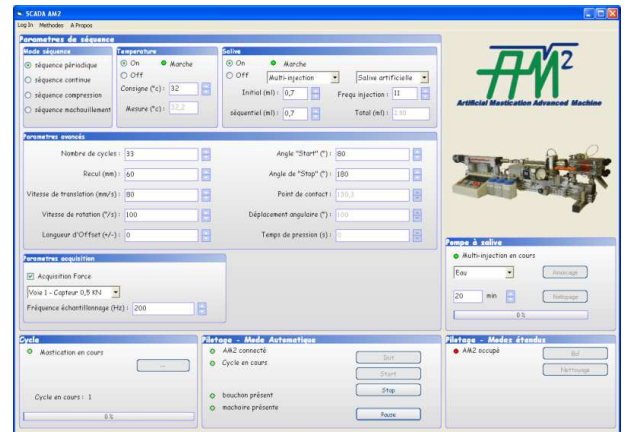 SCADA AM2
Log In Methodes A Propos
Parametres de séquence
Mode séquence
séquence périodique
séquence continue
séquence compression
séquence machouillement
Temperature
On Marche
Off
Consigne (°c) : 32
Mesure (°c) : 32,2
Salive
On Marche
Off Multi-injection Salive artificielle
Initial (ml) : 0,7 Frequ injection : 11
séquentiel (ml) : 0,7 Total (ml) :
AM2
Artificial Mastication Advanced Machine
Parametres avancés
Nombre de cycles : 33 Angle "Start" (°) : 80
Recul (mm) : 60 Angle de "Stop" (°) : 180
Vitesse de translation (mm/s) : 80 Point de contact :
Vitesse de rotation (°/s) : 100 Déplacement angulaire (°) : 100
Longueur d'Offset (+/-) : 0 Temps de pression (s) : 0
Parametres acquisition
Acquisition Force
Voie 1 - Capteur 0,5 KN
Fréquence échantillonnage (Hz) : 200
Pompe à salive
Multi-injection en cours
Eau Amorcage
20 min Nettoyage
0 %
Cycle
Mastication en cours
...
Cycle en cours : 1
0 %
Pilotage - Mode Automatique
AM2 connecté Init
Cycle en cours Start
Stop
bouchon présent
machoire présente Pause
Pilotage - Modes étendus
AM2 occupé Bol
Nettoyage